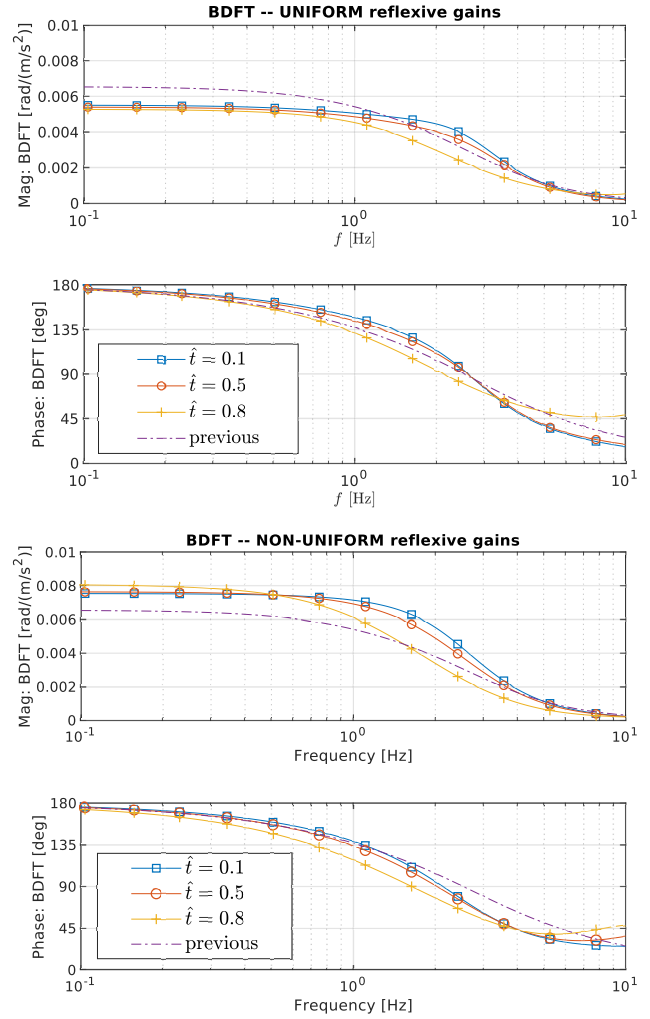 BDFT -- UNIFORM reflexive gains
0.01
0.008
0.006
0.004
0.002
0
Mag: BDFT [rad/(m/s²)]
10⁻¹ 10⁰ 10¹
f [Hz]
180
135
90
45
0
Phase: BDFT [deg]
t̂ = 0.1
t̂ = 0.5
t̂ = 0.8
previous
10⁻¹ 10⁰ 10¹
f [Hz]
BDFT -- NON-UNIFORM reflexive gains
0.01
0.008
0.006
0.004
0.002
0
Mag: BDFT [rad/(m/s²)]
10⁻¹ 10⁰ 10¹
Frequency [Hz]
180
135
90
45
0
Phase: BDFT [deg]
t̂ = 0.1
t̂ = 0.5
t̂ = 0.8
previous
10⁻¹ 10⁰ 10¹
Frequency [Hz]